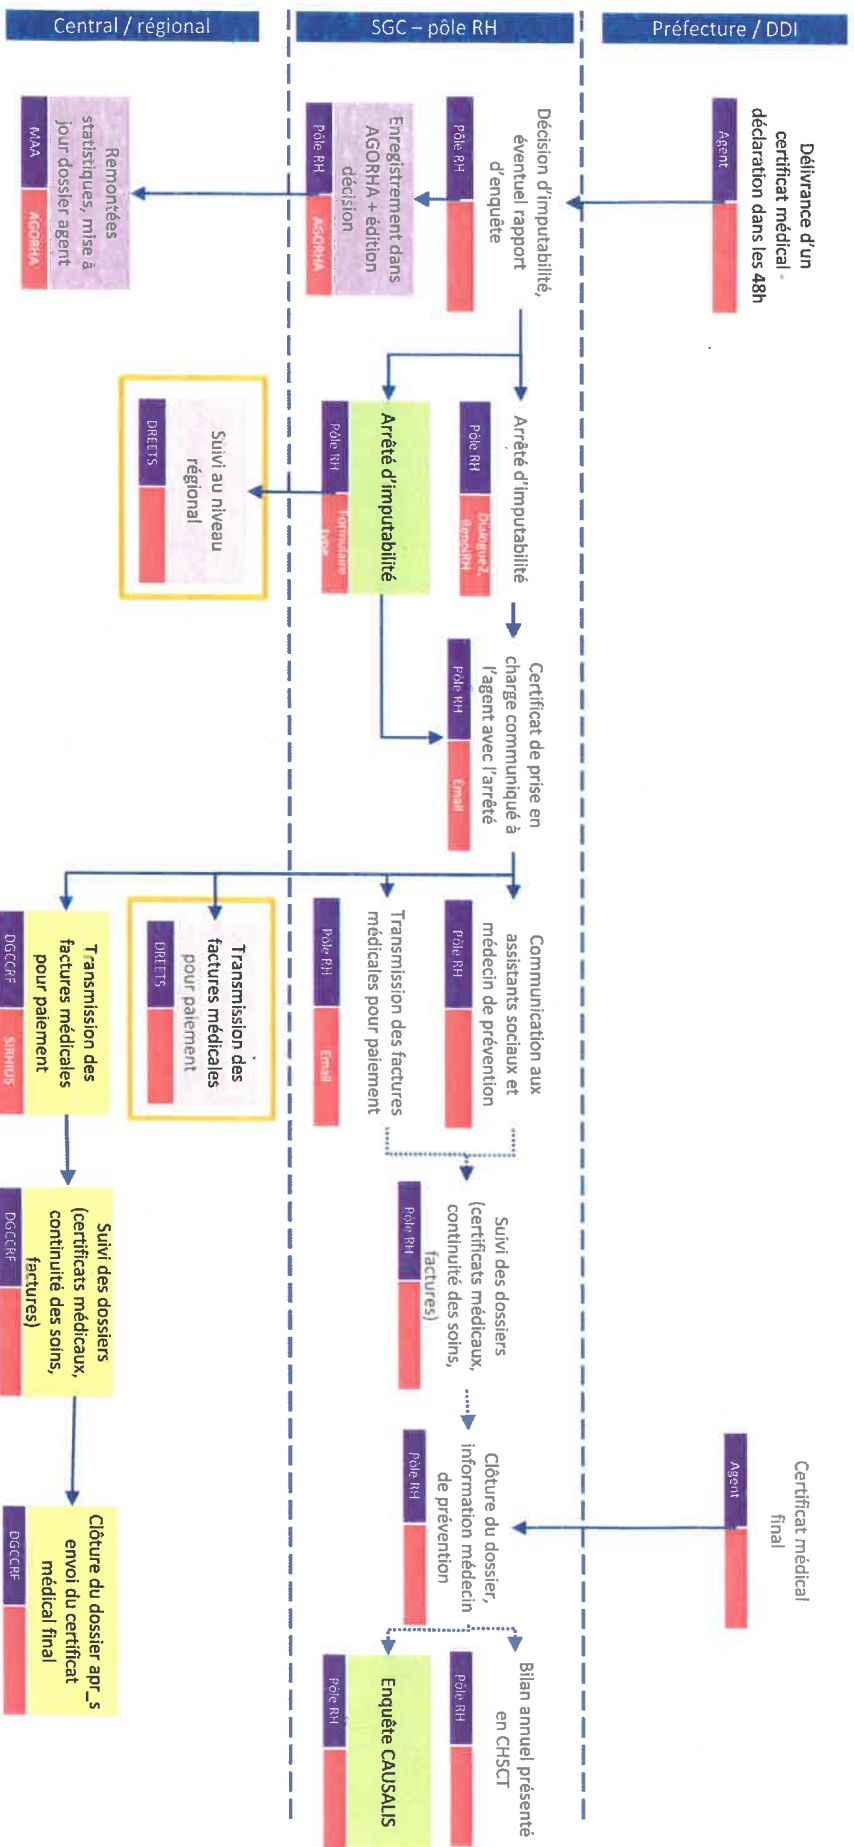 Préfecture / DDI
Délivrance d'un
certificat médical -
déclaration dans les 48h
Agent
Certificat médical
final
Agent
SGC – pôle RH
Décision d'imputabilité,
éventuel rapport
d'enquête
Pôle RH
Enregistrement dans
AGORHA + édition
décision
Pôle RH
AGORHA
Arrêté d'imputabilité
Pôle RH
Dialogue2,
RenoiRH
Arrêté d'imputabilité
Pôle RH
Formulaire
type
Certificat de prise en
charge communiqué à
l'agent avec l'arrêté
Pôle RH
Email
Communication aux
assistants sociaux et
médecin de prévention
Pôle RH
Transmission des factures
médicales pour paiement
Pôle RH
Email
Suivi des dossiers
(certificats médicaux,
continuité des soins,
factures)
Pôle RH
Clôture du dossier,
information médecin
de prévention
Pôle RH
Bilan annuel présenté
en CHSCT
Pôle RH
Enquête CAUSALIS
Pôle RH
Central / régional
Remontées
statistiques, mise à
jour dossier agent
MAA
AGORHA
Suivi au niveau
régional
DREETS
Transmission des
factures médicales
pour paiement
DREETS
Transmission des
factures médicales
pour paiement
DGCCRF
SIRHIUS
Suivi des dossiers
(certificats médicaux,
continuité des soins,
factures)
DGCCRF
Clôture du dossier apr_s
envoi du certificat
médical final
DGCCRF